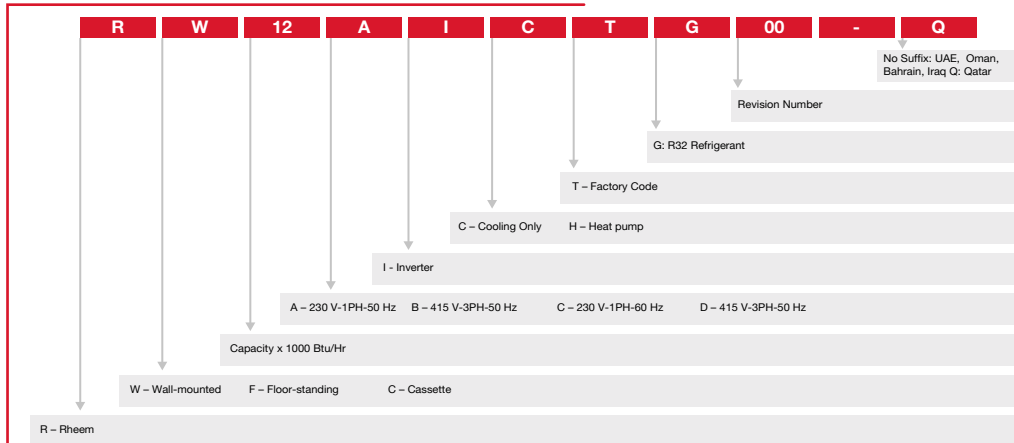 R W 12 A I C T G 00 - Q
No Suffix: UAE, Oman,
Bahrain, Iraq Q: Qatar
Revision Number
G: R32 Refrigerant
T – Factory Code
C – Cooling Only H – Heat pump
I - Inverter
A – 230 V-1PH-50 Hz B – 415 V-3PH-50 Hz C – 230 V-1PH-60 Hz D – 415 V-3PH-50 Hz
Capacity x 1000 Btu/Hr
W – Wall-mounted F – Floor-standing C – Cassette
R – Rheem